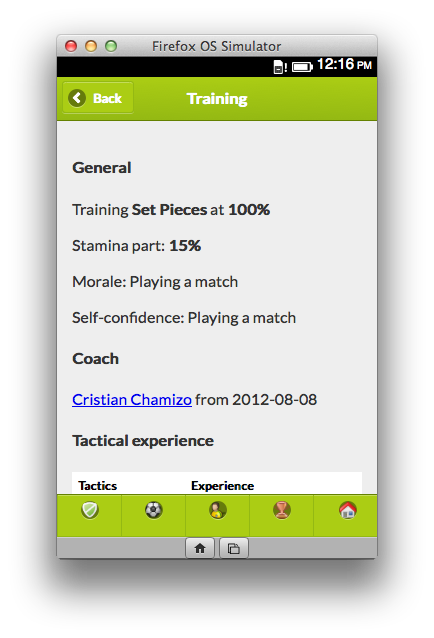 Firefox OS Simulator
12:16 PM
Back
Training
General
Training Set Pieces at 100%
Stamina part: 15%
Morale: Playing a match
Self-confidence: Playing a match
Coach
Cristian Chamizo from 2012-08-08
Tactical experience
Tactics Experience